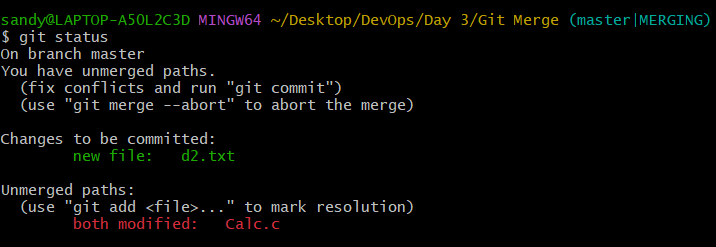 sandy@LAPTOP-A5OL2C3D MINGW64 ~/Desktop/DevOps/Day 3/Git Merge (master|MERGING)
$ git status
On branch master
You have unmerged paths.
  (fix conflicts and run "git commit")
  (use "git merge --abort" to abort the merge)

Changes to be committed:
        new file:   d2.txt

Unmerged paths:
  (use "git add <file>..." to mark resolution)
        both modified:   Calc.c